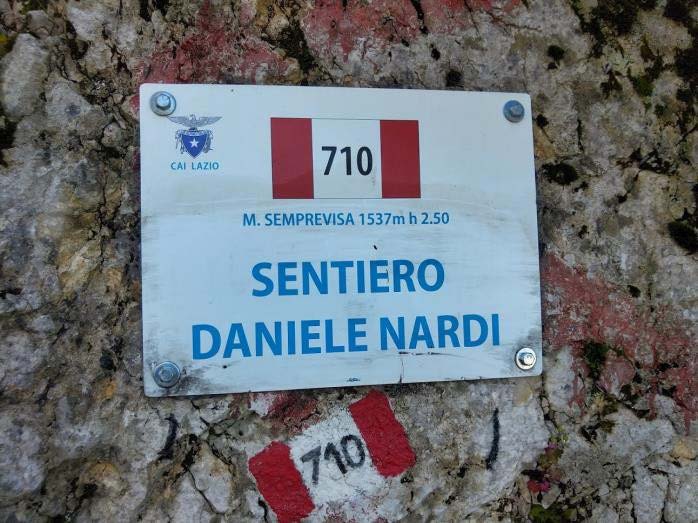 710
CAI LAZIO
M. SEMPREVISA 1537m h 2.50
SENTIERO
DANIELE NARDI
710